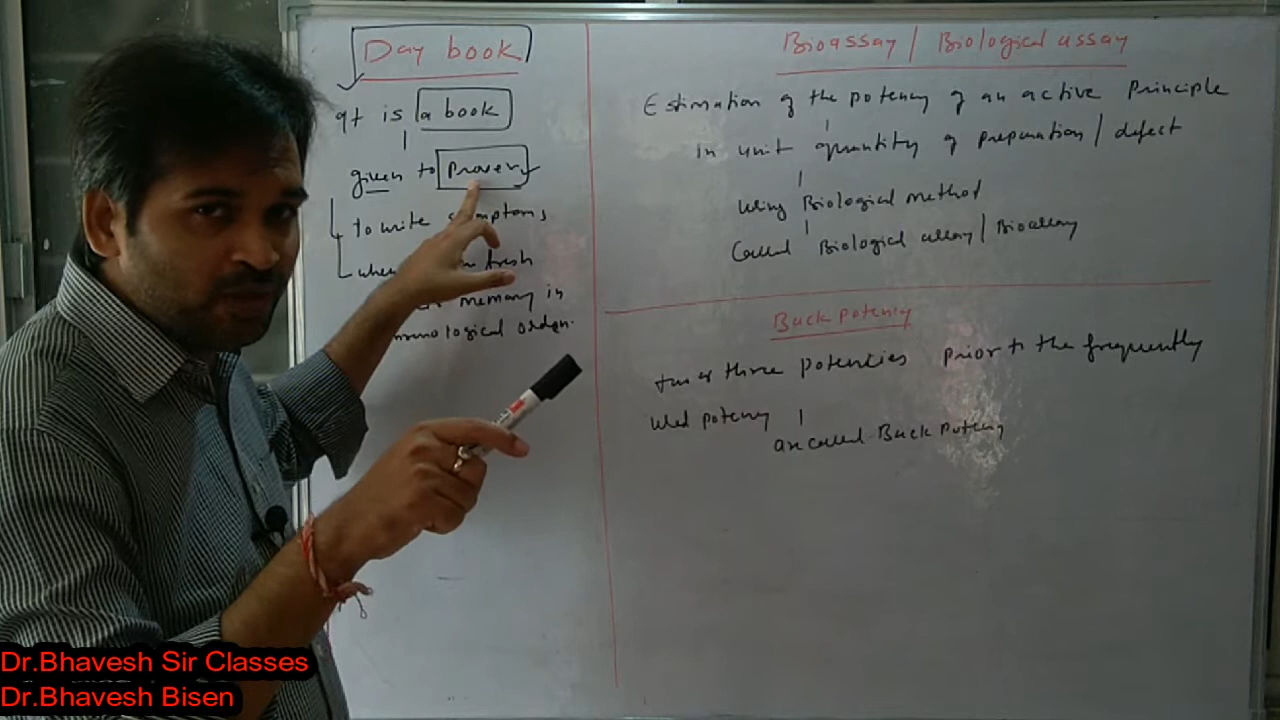 Day book
It is a book
given to Prover
to write symptoms
when fresh
memory in
chronological order.
Bioassay / Biological assay
Estimation of the potency of an active Principle
in unit quantity of preparation / defect
using Biological method
Called Biological assay / Bioassay
Back potency
two or three potencies prior to the frequently
used potency
are called Back Potency
Dr.Bhavesh Sir Classes
Dr.Bhavesh Bisen